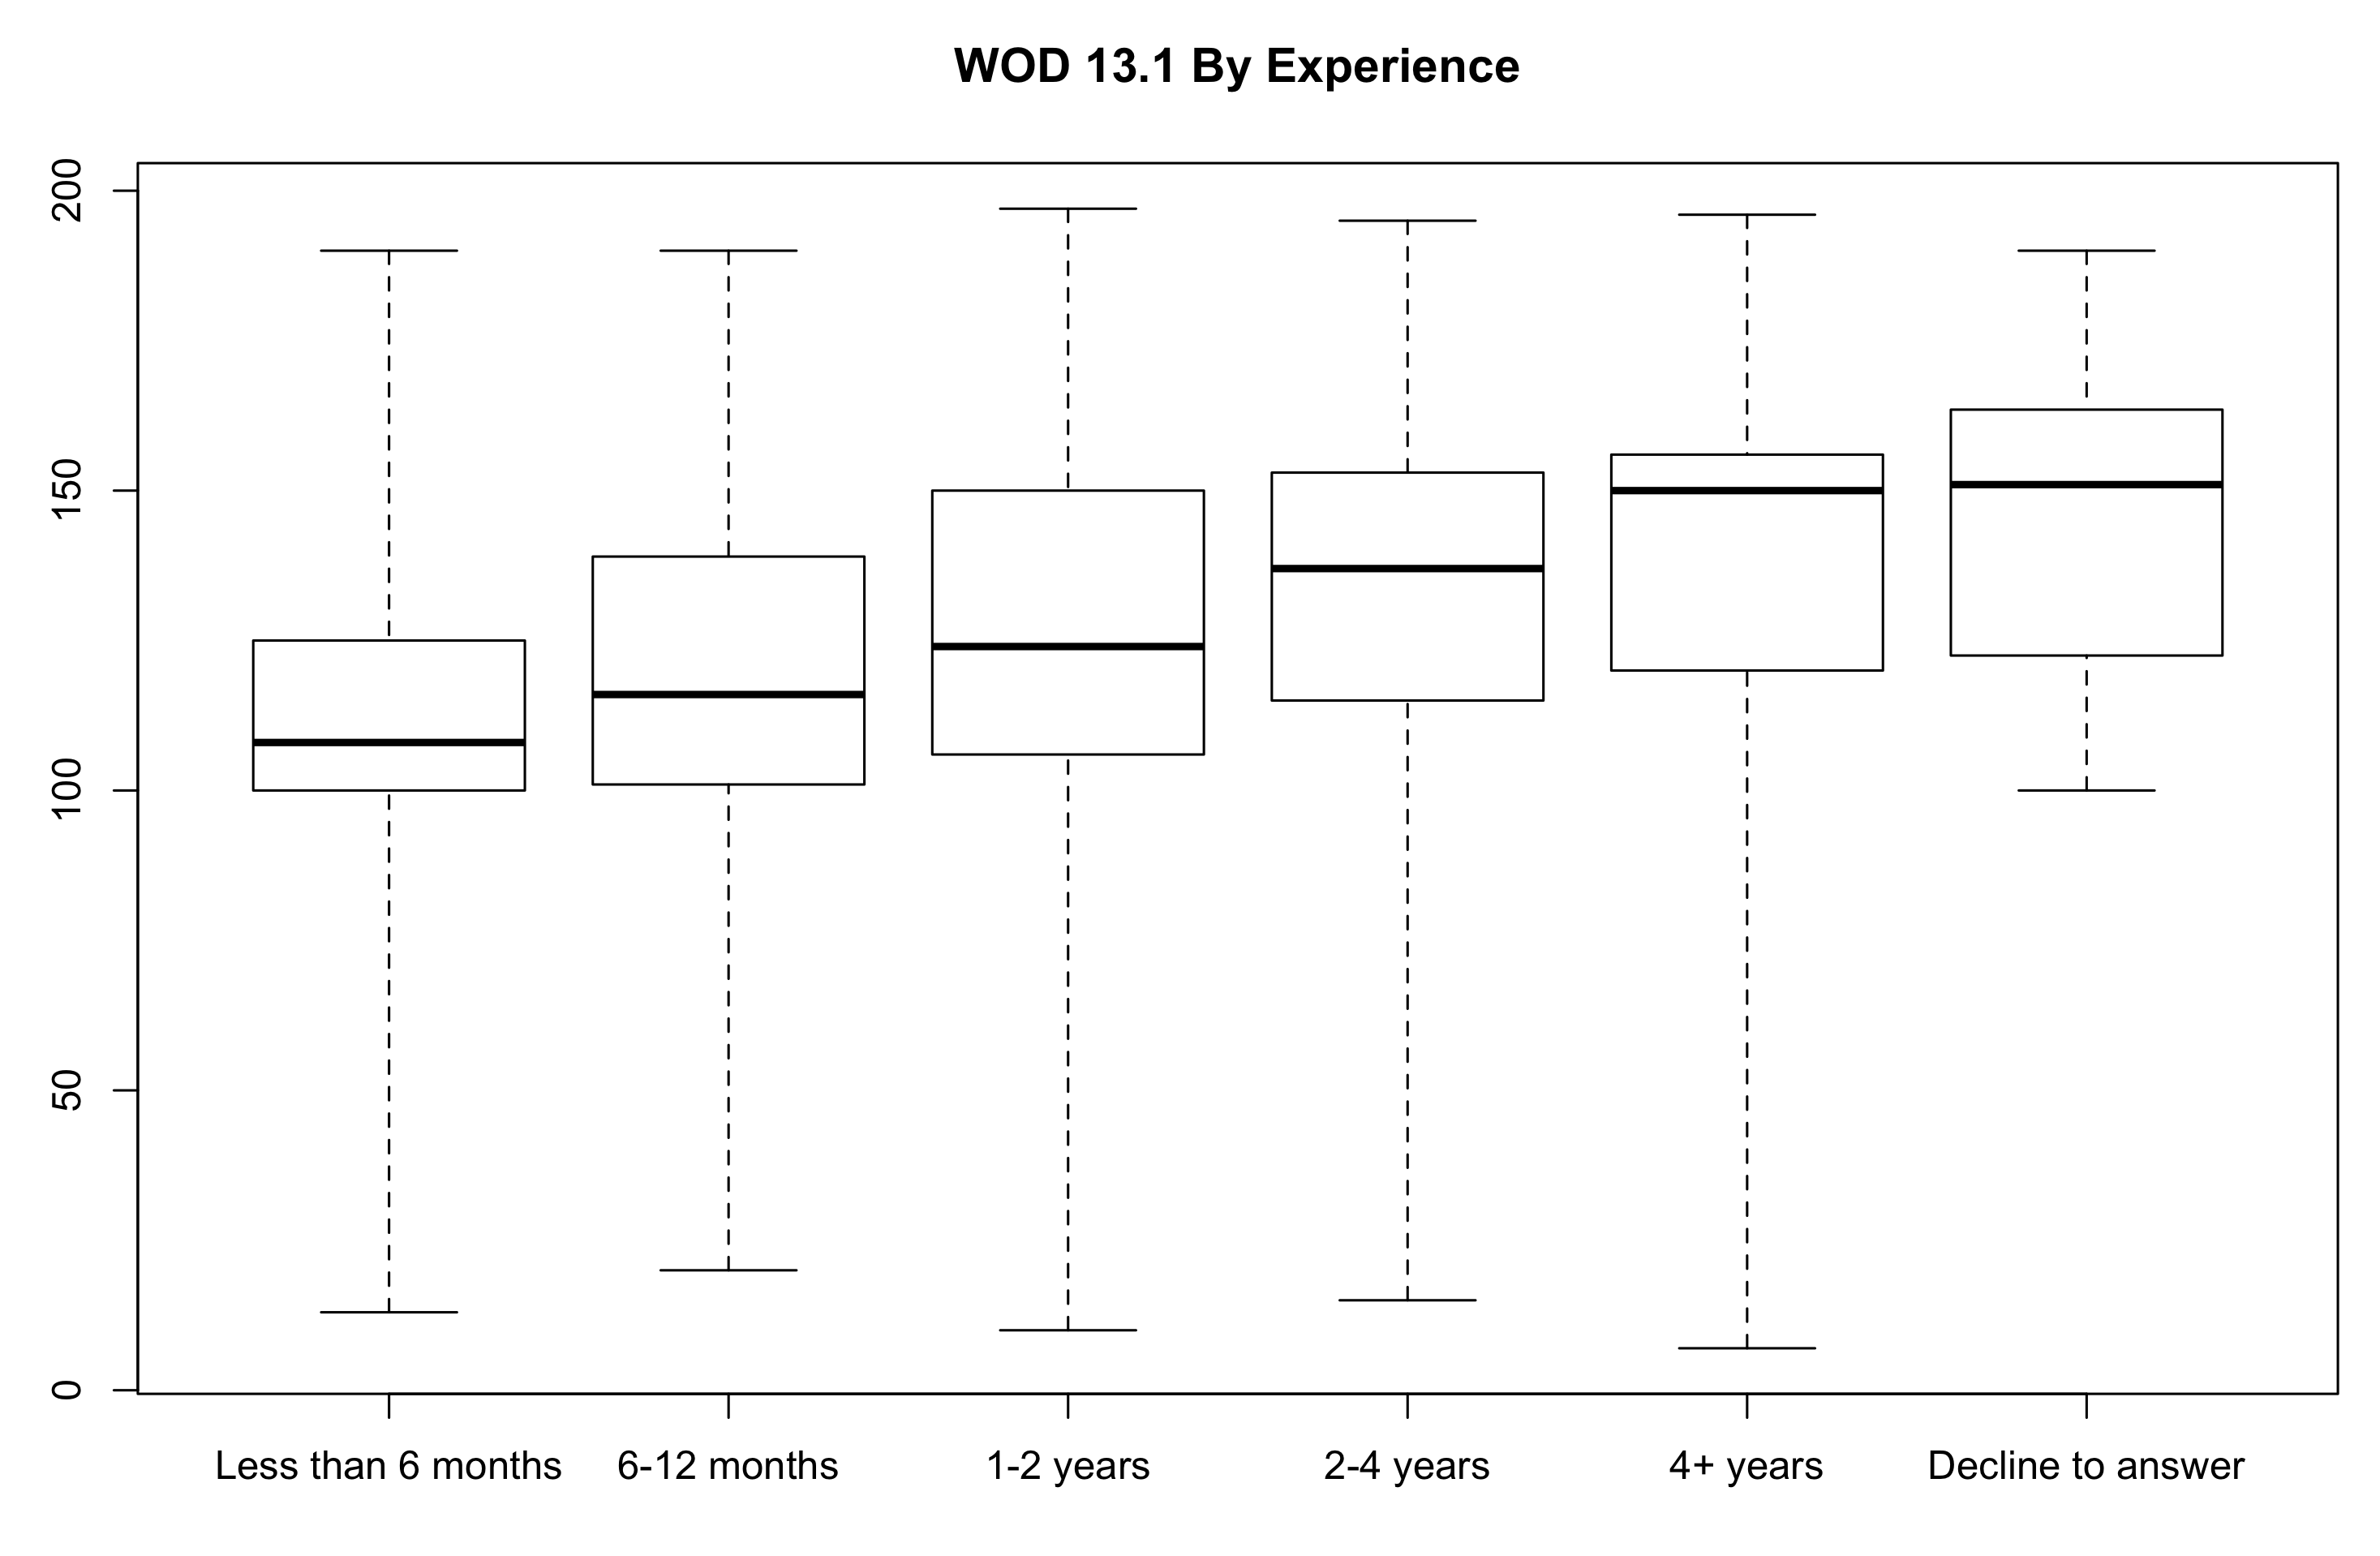 WOD 13.1 By Experience
200
150
100
50
0
Less than 6 months
6-12 months
1-2 years
2-4 years
4+ years
Decline to answer